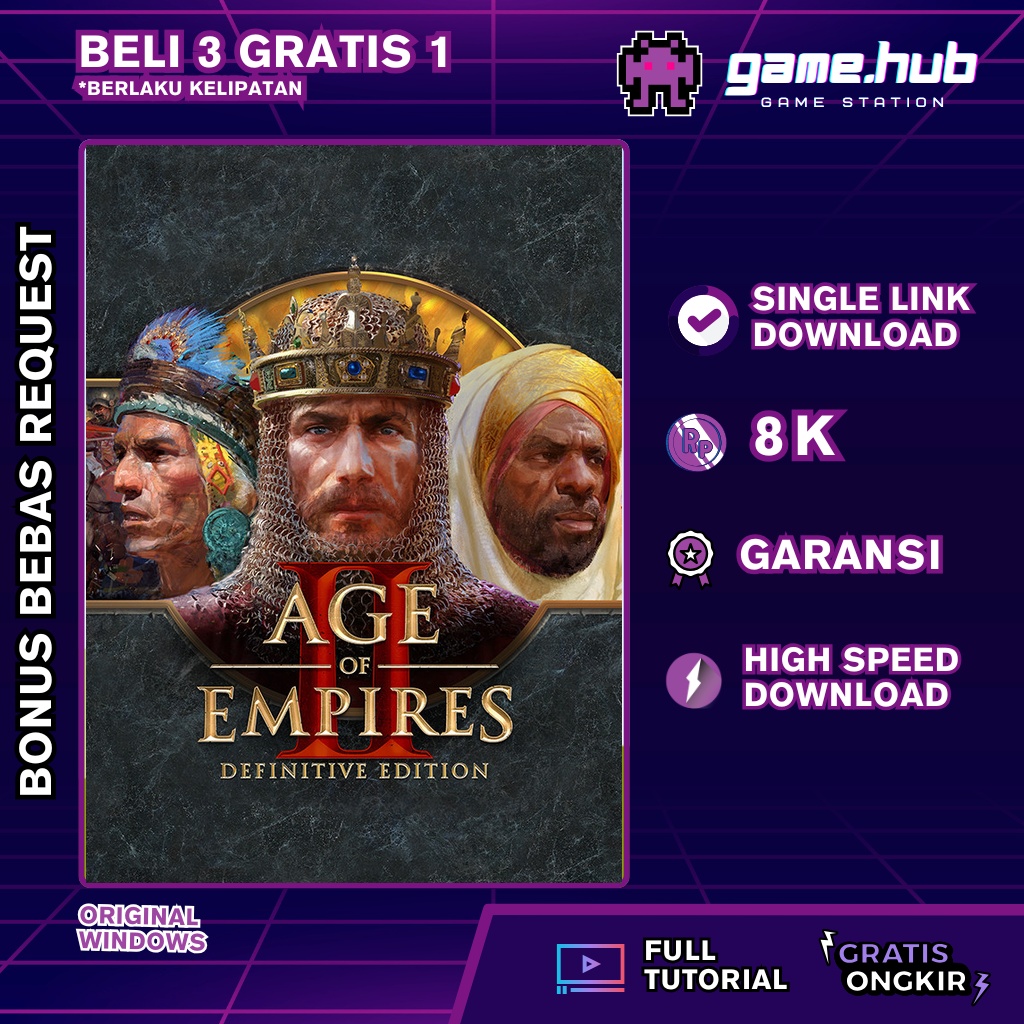 BELI 3 GRATIS 1
*BERLAKU KELIPATAN
game.hub
GAME STATION
BONUS BEBAS REQUEST
SINGLE LINK
DOWNLOAD
RP
8K
GARANSI
HIGH SPEED
DOWNLOAD
II
AGE
OF
EMPIRES
DEFINITIVE EDITION
ORIGINAL
WINDOWS
FULL
TUTORIAL
GRATIS
ONGKIR